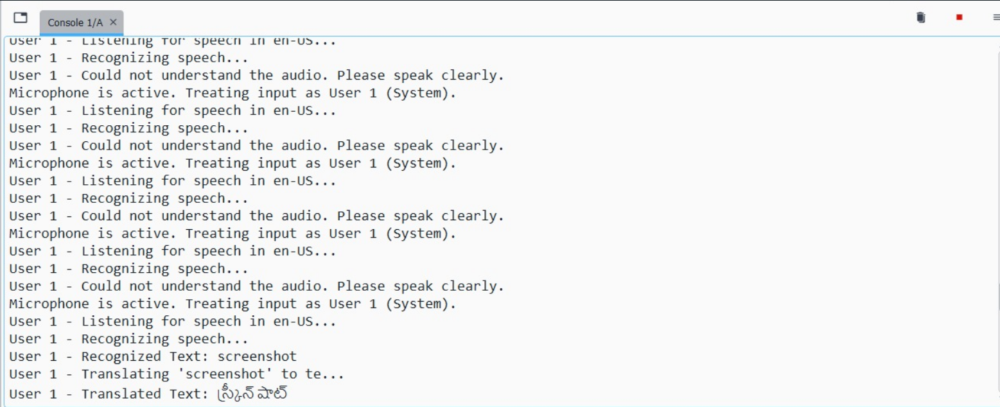 Console 1/A
User 1 - Listening for speech in en-US...
User 1 - Recognizing speech...
User 1 - Could not understand the audio. Please speak clearly.
Microphone is active. Treating input as User 1 (System).
User 1 - Listening for speech in en-US...
User 1 - Recognizing speech...
User 1 - Could not understand the audio. Please speak clearly.
Microphone is active. Treating input as User 1 (System).
User 1 - Listening for speech in en-US...
User 1 - Recognizing speech...
User 1 - Could not understand the audio. Please speak clearly.
Microphone is active. Treating input as User 1 (System).
User 1 - Listening for speech in en-US...
User 1 - Recognizing speech...
User 1 - Could not understand the audio. Please speak clearly.
Microphone is active. Treating input as User 1 (System).
User 1 - Listening for speech in en-US...
User 1 - Recognizing speech...
User 1 - Recognized Text: screenshot
User 1 - Translating 'screenshot' to te...
User 1 - Translated Text: స్క్రీన్ షాట్